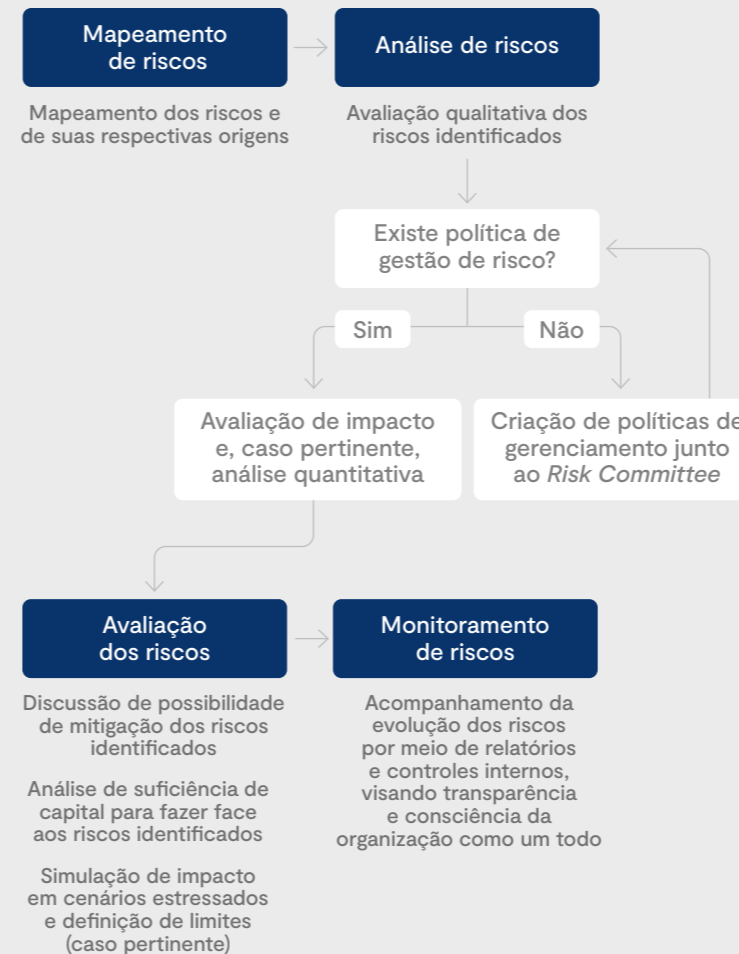 Mapeamento
de riscos
Mapeamento dos riscos e
de suas respectivas origens
Análise de riscos
Avaliação qualitativa dos
riscos identificados
Existe política de
gestão de risco?
Sim
Não
Avaliação de impacto
e, caso pertinente,
análise quantitativa
Criação de políticas de
gerenciamento junto
ao Risk Committee
Avaliação
dos riscos
Discussão de possibilidade
de mitigação dos riscos
identificados
Análise de suficiência de
capital para fazer face
aos riscos identificados
Simulação de impacto
em cenários estressados
e definição de limites
(caso pertinente)
Monitoramento
de riscos
Acompanhamento da
evolução dos riscos
por meio de relatórios
e controles internos,
visando transparência
e consciência da
organização como um todo